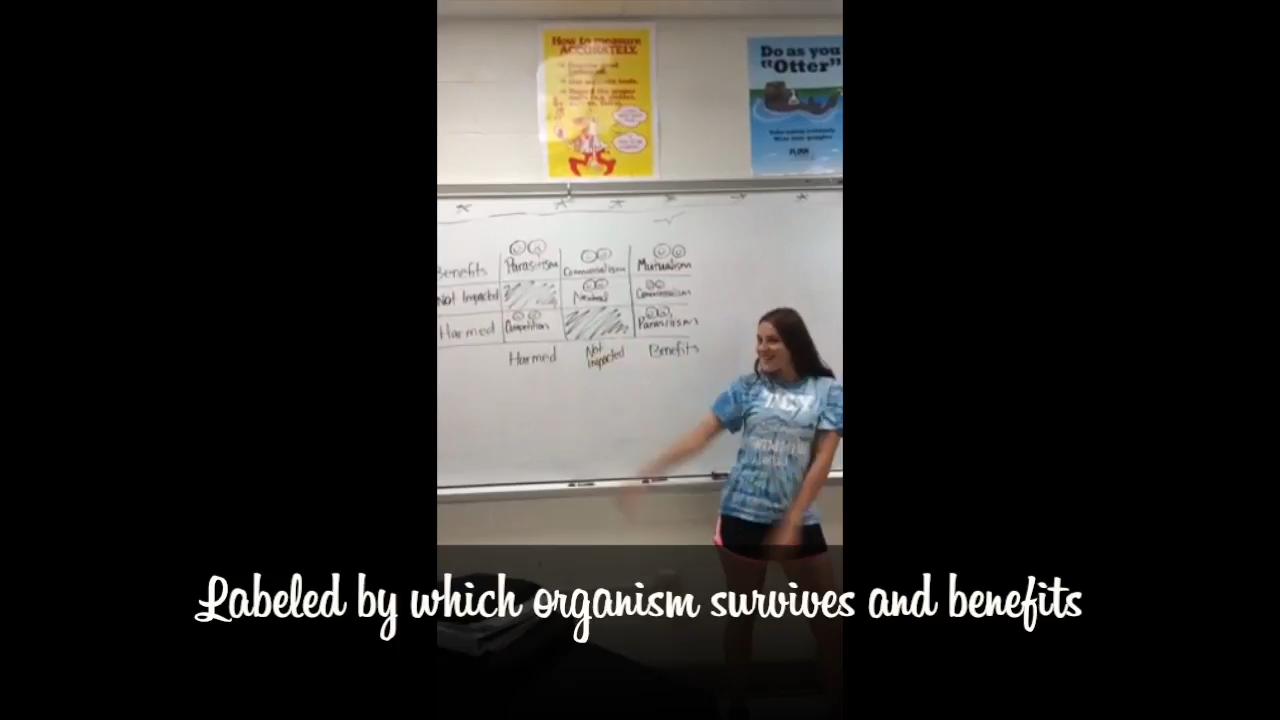 How to measure
ACCURATELY.
Do as you
"Otter"
FLINN
Benefits
Parasitism
Commensalism
Mutualism
Not Impacted
Neutral
Commensalism
Harmed
Competition
Parasitism
Harmed
Not
Impacted
Benefits
Labeled by which organism survives and benefits